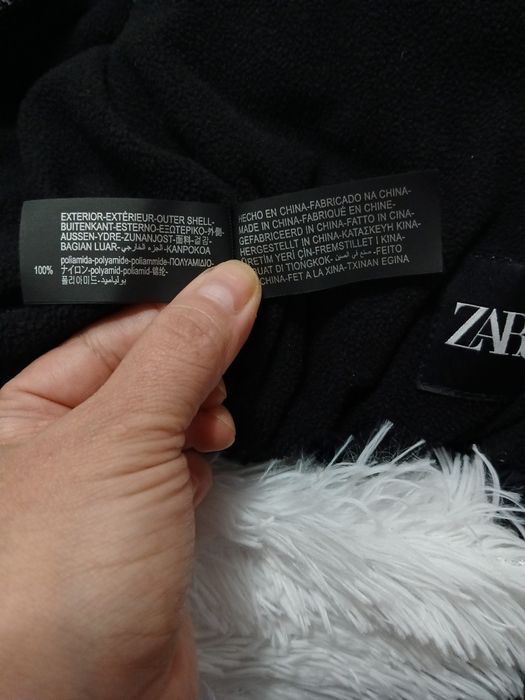 EXTERIOR-EXTÉRIEUR-OUTER SHELL-
BUITENKANT-ESTERNO-ΕΞΩΤΕΡΙΚΟ-外側-
AUSSEN-YDRE-ZUNANJOST-面料-겉감-
BAGIAN LUAR-الجزء الخارجي-KANPOKOA
100% poliamida-polyamide-poliammide-ΠΟΛΥΑΜΙΔΙΟ-
ナイロン-polyamid-poliamid-锦纶-
폴리아미드-بولياميد
HECHO EN CHINA-FABRICADO NA CHINA-
MADE IN CHINA-FABRIQUÉ EN CHINE-
GEFABRICEERD IN CHINA-FATTO IN CINA-
HERGESTELLT IN CHINA-ΚΑΤΑΣΚΕΥΗ ΚΙΝΑ-
ÜRETİM YERİ ÇİN-FREMSTILLET I KINA-
DI TIONGKOK-صنع في الصين-FEITO
CHINA-FET A LA XINA-TXINAN EGINA
ZAR